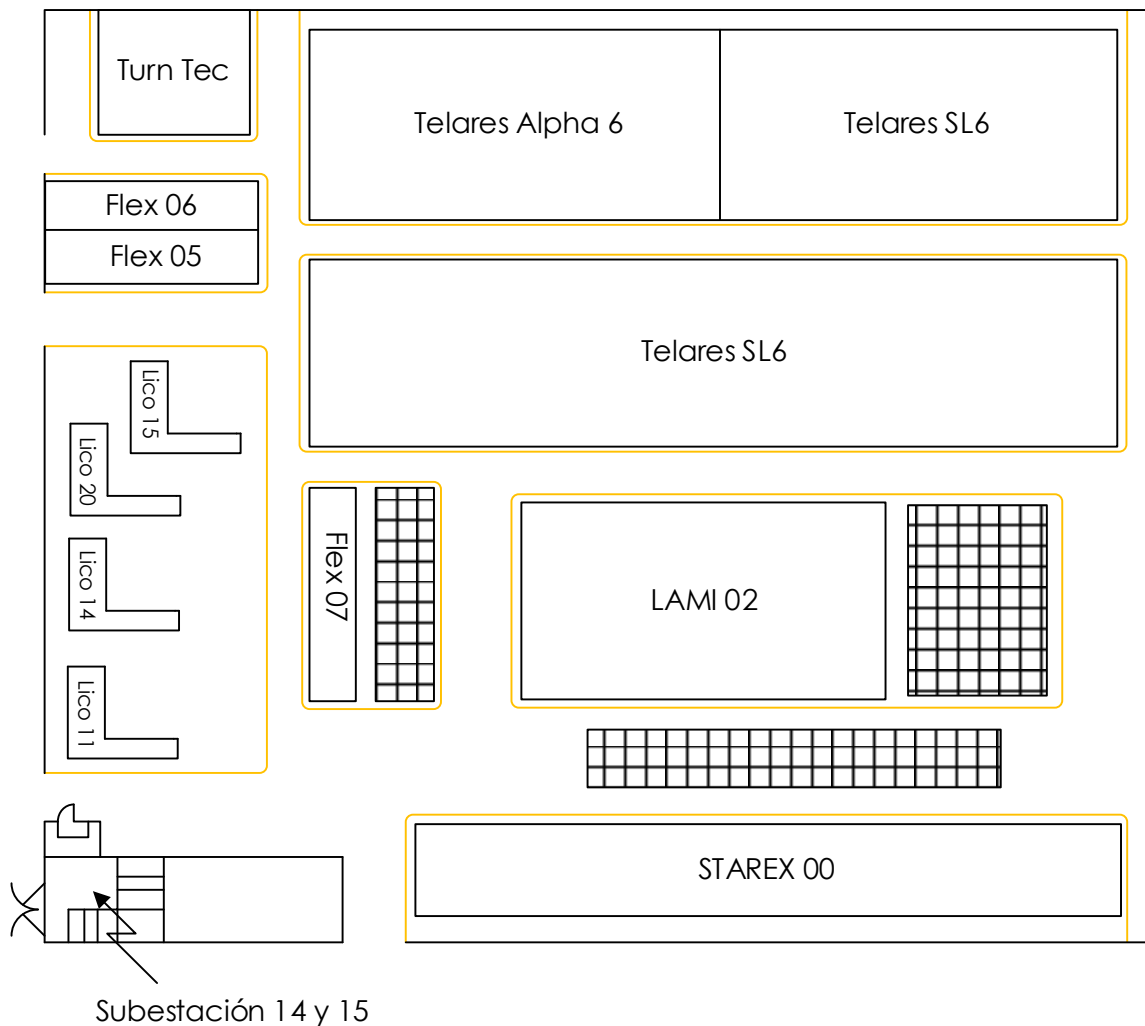 Turn Tec
Telares Alpha 6
Telares SL6
Flex 06
Flex 05
Telares SL6
Lico 15
Lico 20
Lico 14
Lico 11
Flex 07
LAMI 02
STAREX 00
Subestación 14 y 15